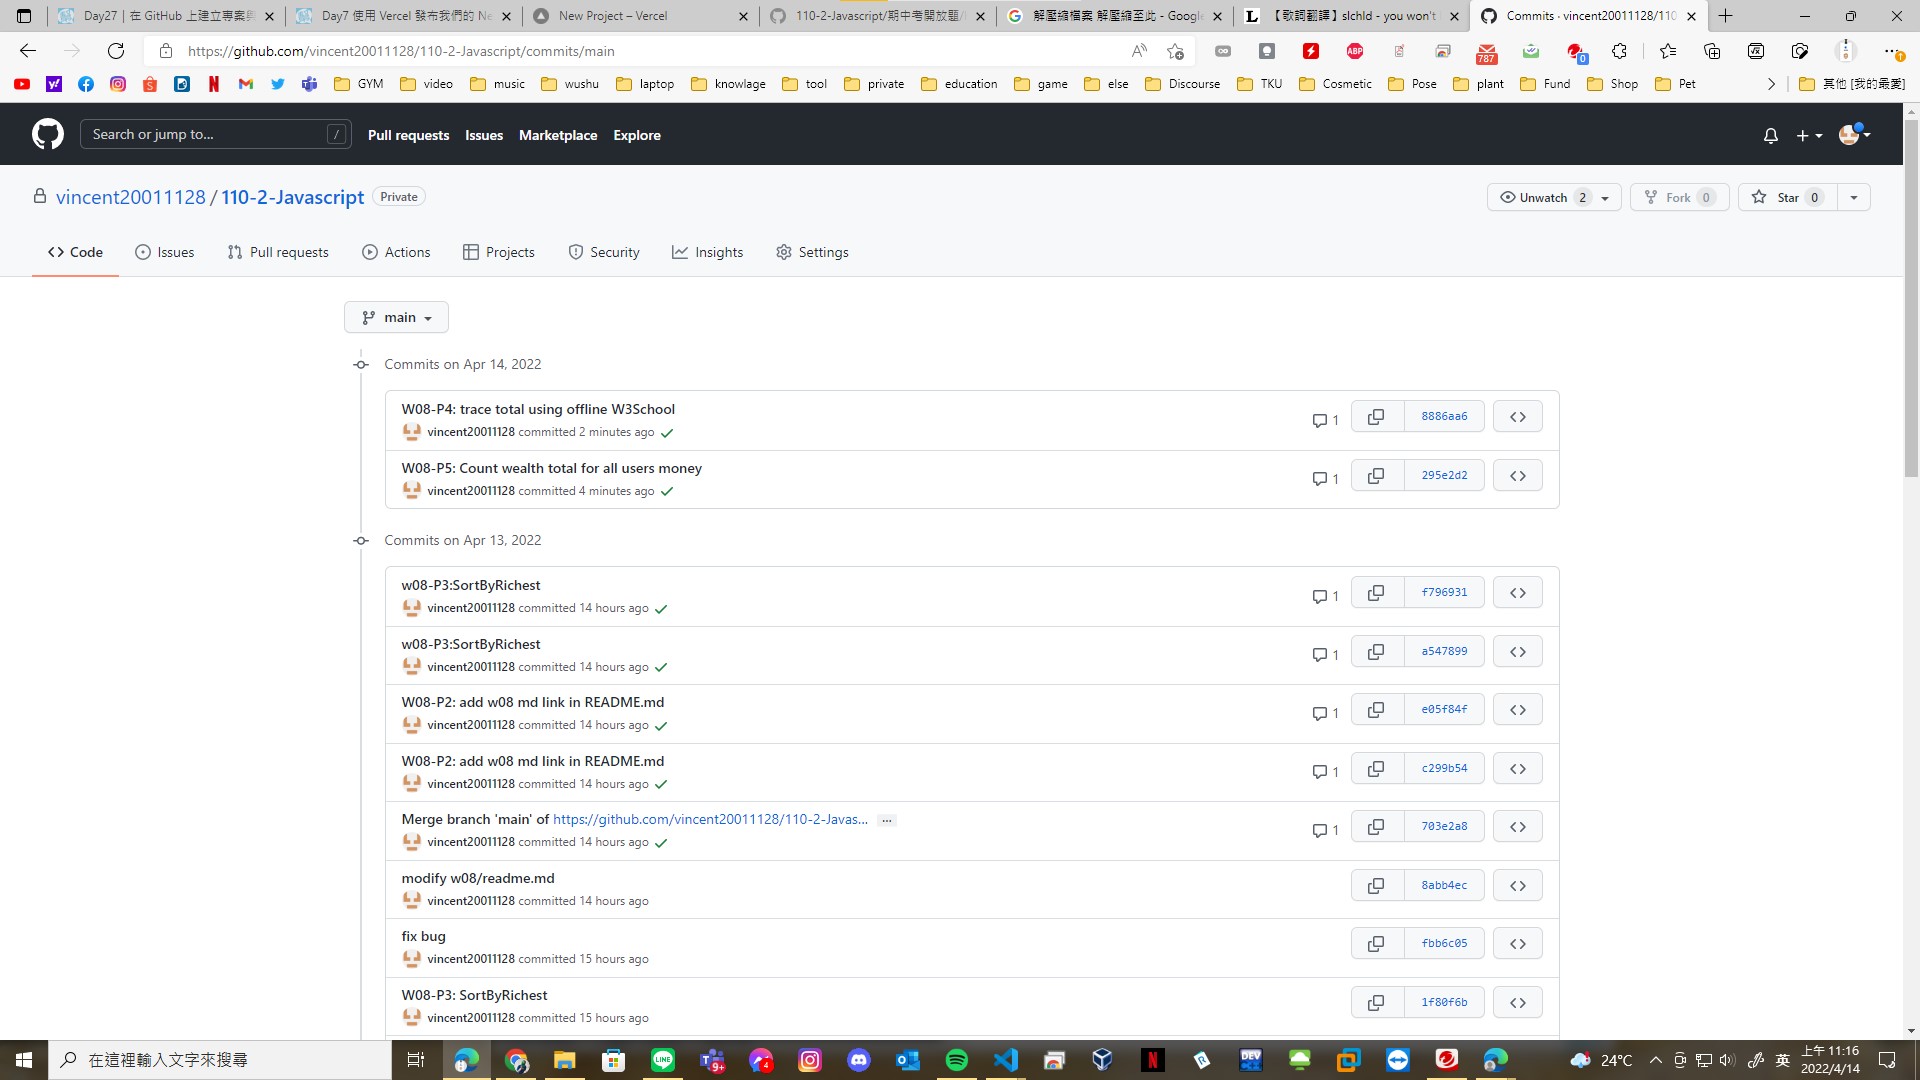 Day27 | 在 GitHub 上建立專案與
Day7 使用 Vercel 發布我們的 Ne
New Project – Vercel
110-2-Javascript/期中考開放題/
解壓縮檔案 解壓縮至此 - Google
【歌詞翻譯】slchld - you won't
Commits · vincent20011128/110
https://github.com/vincent20011128/110-2-Javascript/commits/main
ABP
787
0
GYM
video
music
wushu
laptop
knowlage
tool
private
education
game
else
Discourse
TKU
Cosmetic
Pose
plant
Fund
Shop
Pet
其他 [我的最愛]
Search or jump to...
/
Pull requests
Issues
Marketplace
Explore
vincent20011128 / 110-2-Javascript
Private
Unwatch 2
Fork 0
Star 0
Code
Issues
Pull requests
Actions
Projects
Security
Insights
Settings
main
Commits on Apr 14, 2022
W08-P4: trace total using offline W3School
1
8886aa6
vincent20011128 committed 2 minutes ago
W08-P5: Count wealth total for all users money
1
295e2d2
vincent20011128 committed 4 minutes ago
Commits on Apr 13, 2022
w08-P3:SortByRichest
1
f796931
vincent20011128 committed 14 hours ago
w08-P3:SortByRichest
1
a547899
vincent20011128 committed 14 hours ago
W08-P2: add w08 md link in README.md
1
e05f84f
vincent20011128 committed 14 hours ago
W08-P2: add w08 md link in README.md
1
c299b54
vincent20011128 committed 14 hours ago
Merge branch 'main' of https://github.com/vincent20011128/110-2-Javas... ...
1
703e2a8
vincent20011128 committed 14 hours ago
modify w08/readme.md
8abb4ec
vincent20011128 committed 14 hours ago
fix bug
fbb6c05
vincent20011128 committed 15 hours ago
W08-P3: SortByRichest
1f80f6b
vincent20011128 committed 15 hours ago
在這裡輸入文字來搜尋
9+
4
DEV
24°C
英
上午 11:16
2022/4/14